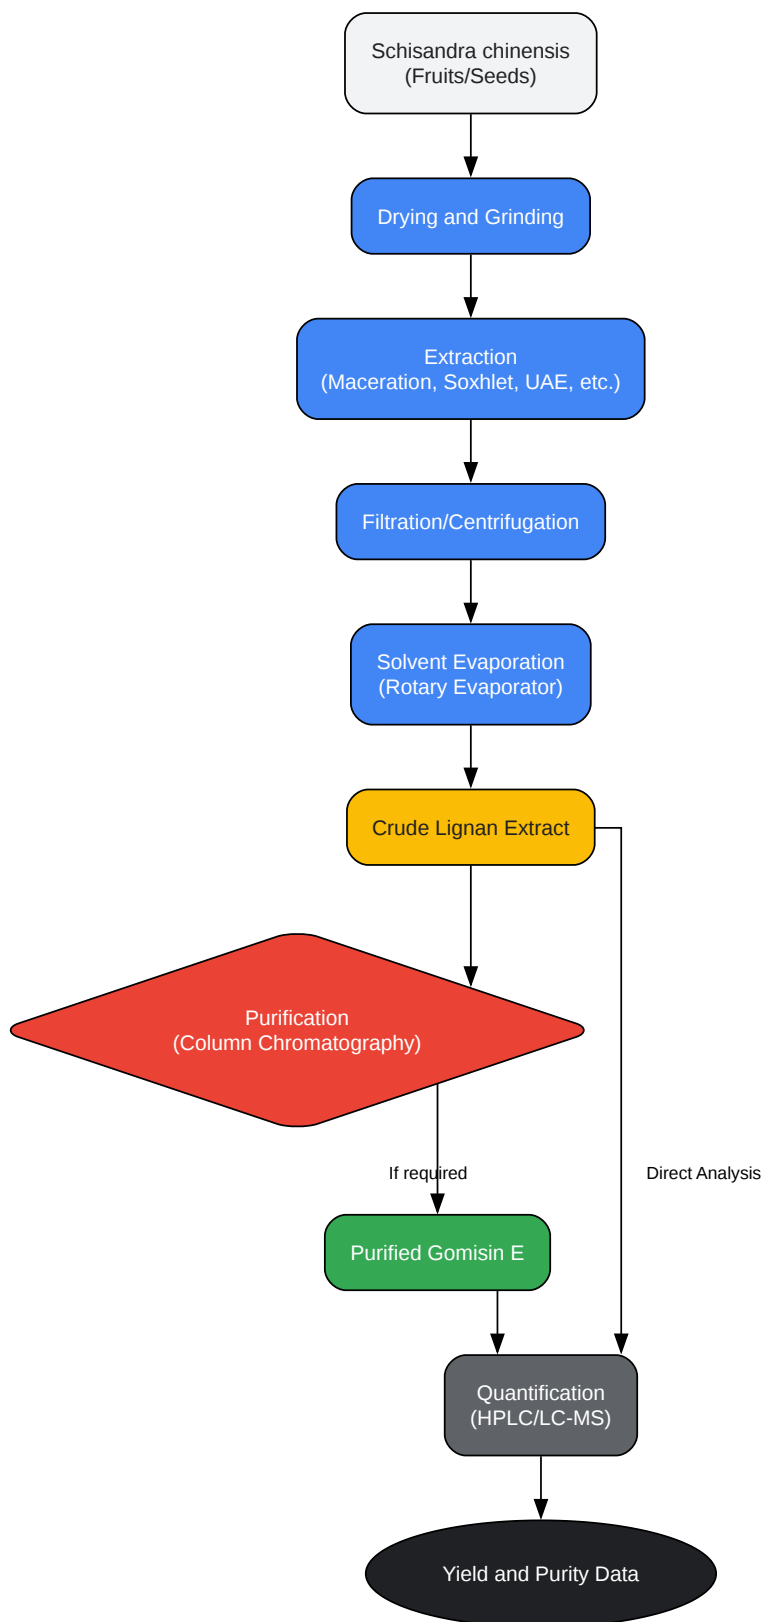 Schisandra chinensis
(Fruits/Seeds)
Drying and Grinding
Extraction
(Maceration, Soxhlet, UAE, etc.)
Filtration/Centrifugation
Solvent Evaporation
(Rotary Evaporator)
Crude Lignan Extract
Purification
(Column Chromatography)
If required
Direct Analysis
Purified Gomisin E
Quantification
(HPLC/LC-MS)
Yield and Purity Data